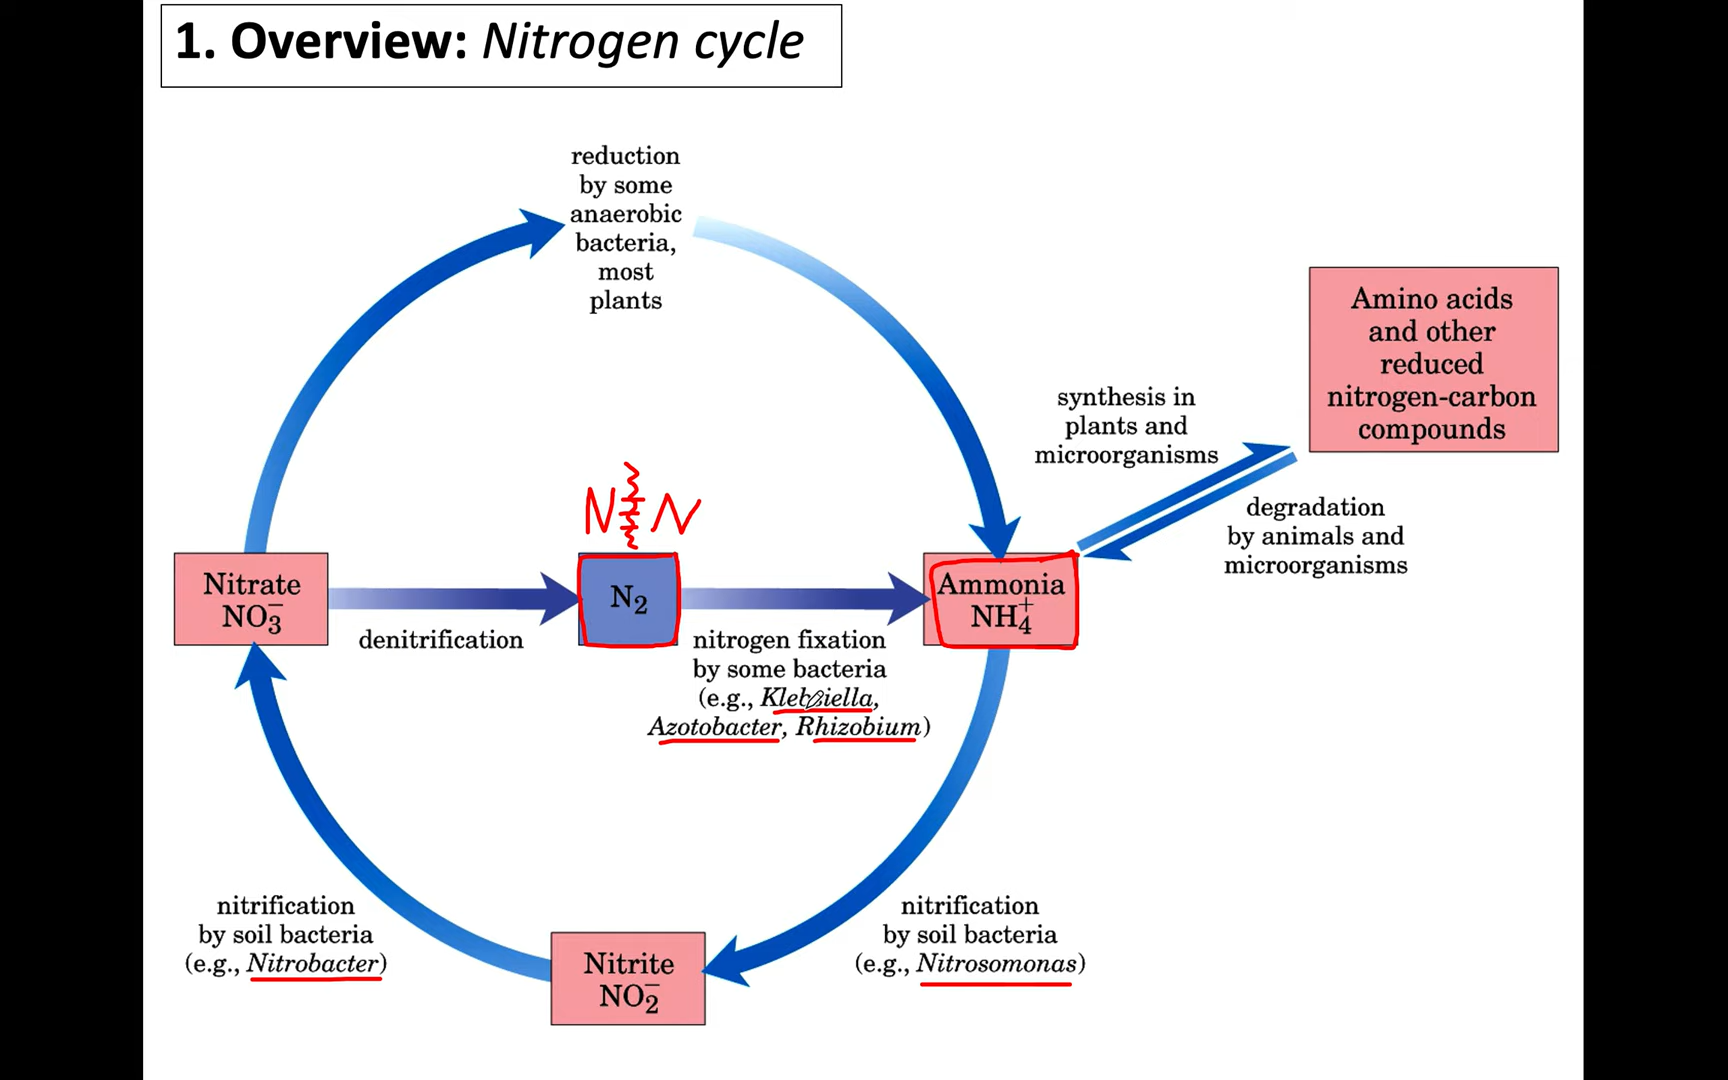 1. Overview: Nitrogen cycle
reduction
by some
anaerobic
bacteria,
most
plants
Amino acids
and other
reduced
nitrogen-carbon
compounds
synthesis in
plants and
microorganisms
degradation
by animals and
microorganisms
N≡N
Nitrate
NO₃⁻
denitrification
N₂
nitrogen fixation
by some bacteria
(e.g., Klebsiella,
Azotobacter, Rhizobium)
Ammonia
NH₄⁺
nitrification
by soil bacteria
(e.g., Nitrobacter)
Nitrite
NO₂⁻
nitrification
by soil bacteria
(e.g., Nitrosomonas)